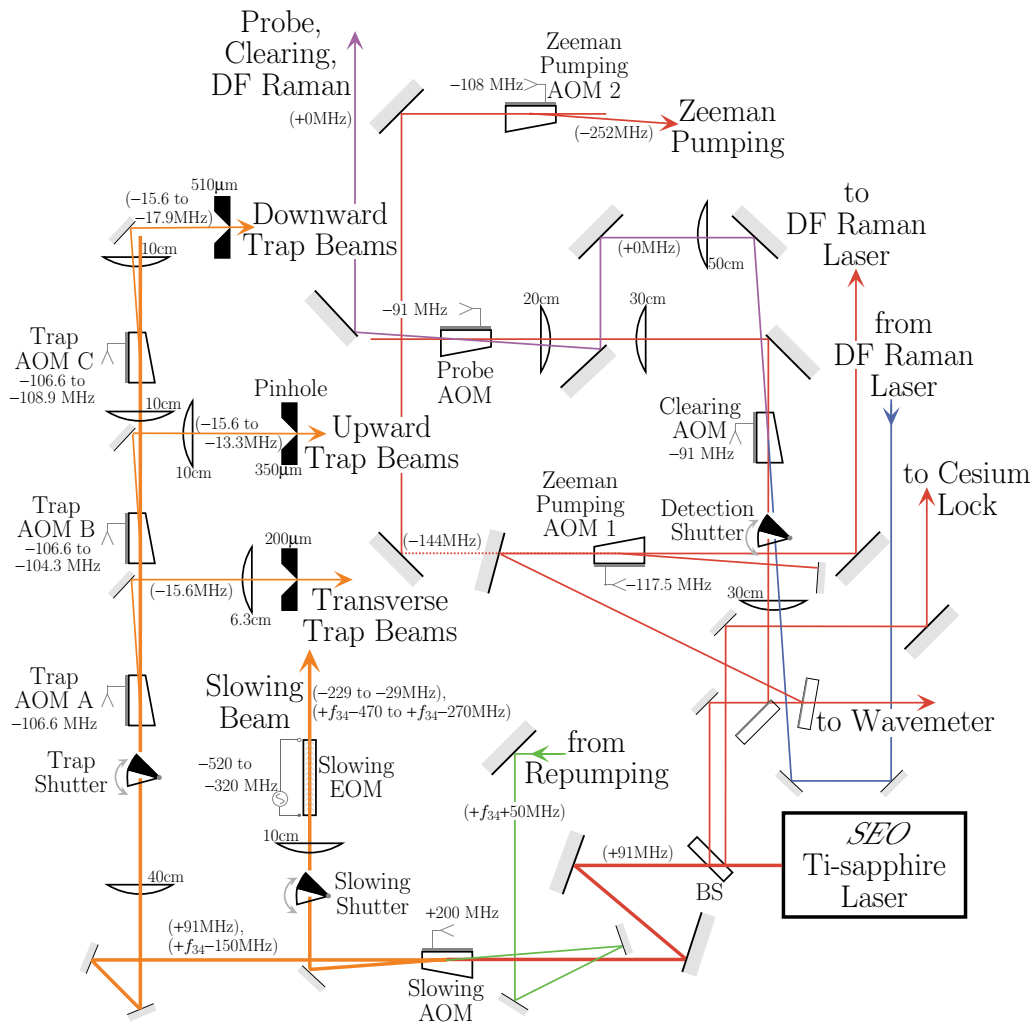 Probe,
Clearing,
DF Raman
(+0MHz)
Zeeman
Pumping
AOM 2
−108 MHz
(−252MHz)
Zeeman
Pumping
510μm
(−15.6 to
−17.9MHz)
Downward
Trap Beams
10cm
to
DF Raman
Laser
(+0MHz)
50cm
−91 MHz
20cm
30cm
Probe
AOM
from
DF Raman
Laser
Trap
AOM C
−106.6 to
−108.9 MHz
10cm
Pinhole
(−15.6 to
−13.3MHz)
10cm
350μm
Upward
Trap Beams
Clearing
AOM
−91 MHz
to Cesium
Lock
Zeeman
Pumping
AOM 1
Detection
Shutter
Trap
AOM B
−106.6 to
−104.3 MHz
200μm
(−144MHz)
−117.5 MHz
(−15.6MHz)
6.3cm
Transverse
Trap Beams
30cm
Trap
AOM A
−106.6 MHz
Slowing
Beam
(−229 to −29MHz),
(+f34−470 to +f34−270MHz)
to Wavemeter
Trap
Shutter
−520 to
−320 MHz
Slowing
EOM
from
Repumping
(+f34+50MHz)
10cm
SEO
Ti-sapphire
Laser
(+91MHz)
BS
40cm
Slowing
Shutter
(+91MHz),
(+f34−150MHz)
+200 MHz
Slowing
AOM